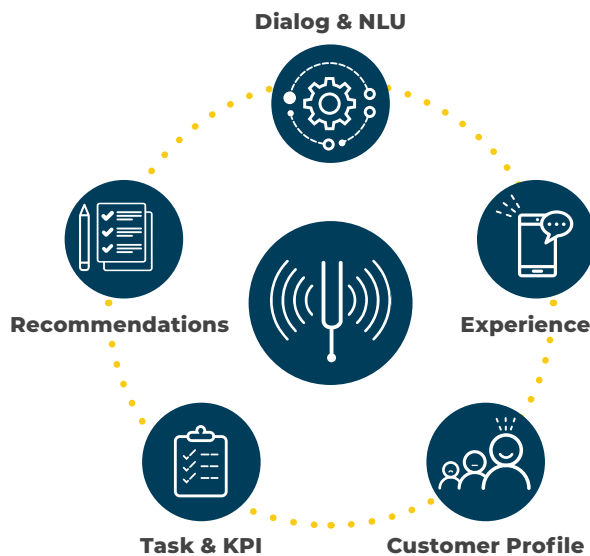 Dialog & NLU
Recommendations
Experience
Task & KPI
Customer Profile